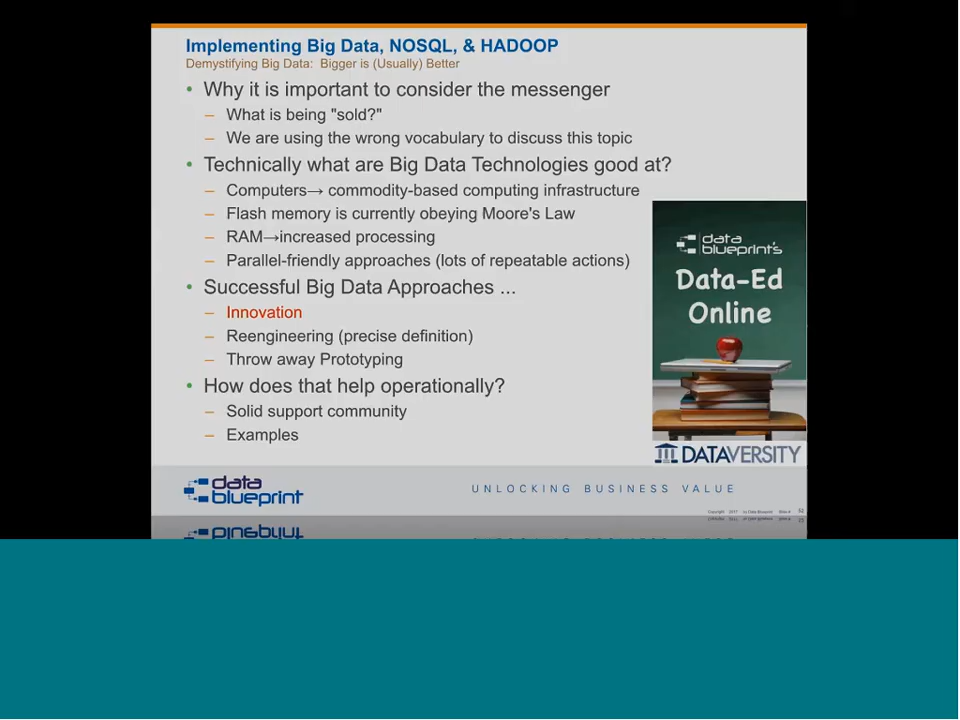 Implementing Big Data, NOSQL, & HADOOP
Demystifying Big Data: Bigger is (Usually) Better
• Why it is important to consider the messenger
– What is being "sold?"
– We are using the wrong vocabulary to discuss this topic
• Technically what are Big Data Technologies good at?
– Computers→ commodity-based computing infrastructure
– Flash memory is currently obeying Moore's Law
– RAM→increased processing
– Parallel-friendly approaches (lots of repeatable actions)
• Successful Big Data Approaches ...
– Innovation
– Reengineering (precise definition)
– Throw away Prototyping
• How does that help operationally?
– Solid support community
– Examples
data
blueprint's
Data-Ed
Online
DATAVERSITY
data
blueprint
UNLOCKING BUSINESS VALUE